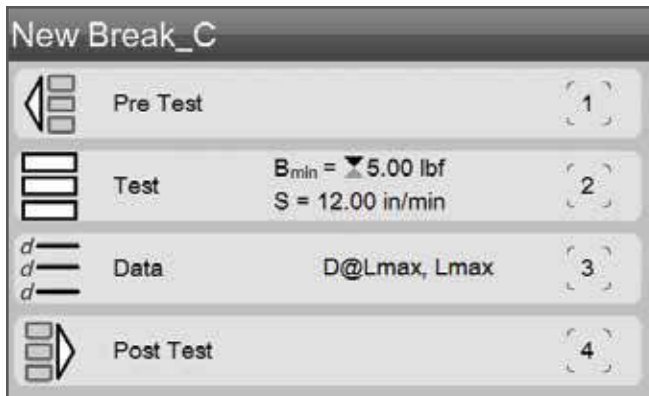 New Break_C
Pre Test 1
Test Bmin = 5.00 lbf 2
S = 12.00 in/min
d Data D@Lmax, Lmax 3
d
d
Post Test 4